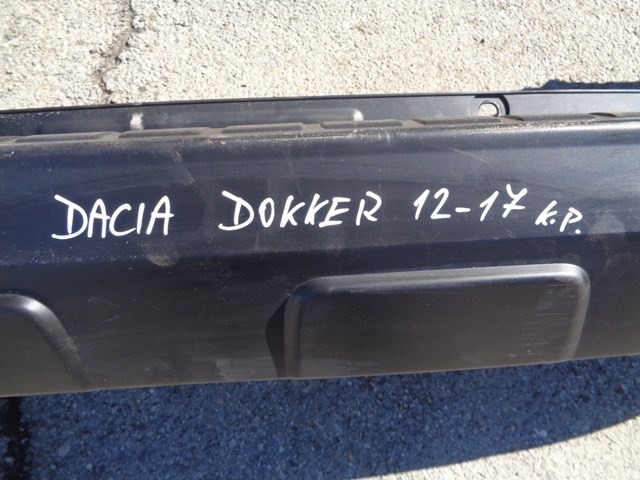 DACIA DOKKER 12-17 K.P.